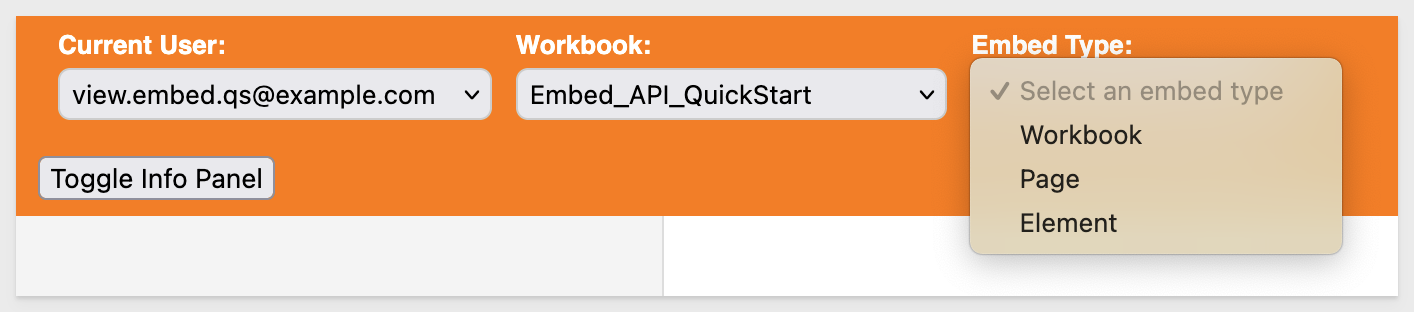 Current User:
Workbook:
Embed Type:
view.embed.qs@example.com
Embed_API_QuickStart
✓ Select an embed type
Workbook
Page
Element
Toggle Info Panel